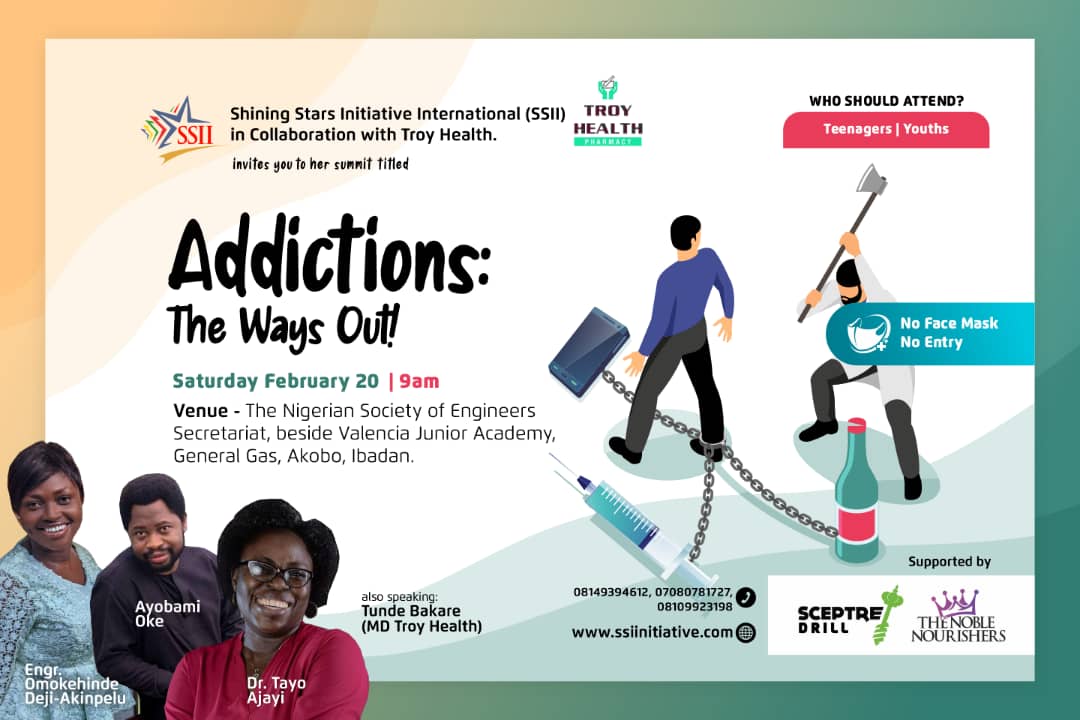 SSII
Shining Stars Initiative International (SSII)
in Collaboration with Troy Health.
invites you to her summit titled
TROY
HEALTH
PHARMACY
WHO SHOULD ATTEND?
Teenagers | Youths
Addictions:
The Ways Out!
Saturday February 20 | 9am
Venue - The Nigerian Society of Engineers
Secretariat, beside Valencia Junior Academy,
General Gas, Akobo, Ibadan.
No Face Mask
No Entry
Engr.
Omokehinde
Deji-Akinpelu
Ayobami
Oke
Dr. Tayo
Ajayi
also speaking:
Tunde Bakare
(MD Troy Health)
08149394612, 07080781727,
08109923198
www.ssiinitiative.com
Supported by
SCEPTRE
DRILL
THE NOBLE
NOURISHERS